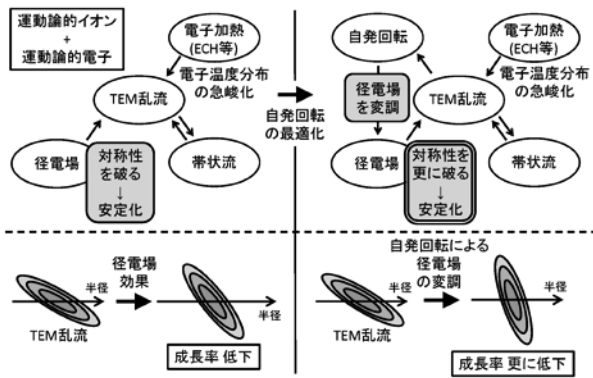 運動論的イオン
+
運動論的電子
電子加熱
(ECH等)
電子温度分布
の急峻化
TEM乱流
径電場
対称性
を破る
↓
安定化
帯状流
自発回転
の最適化
自発回転
電子加熱
(ECH等)
径電場
を変調
電子温度分布
の急峻化
TEM乱流
径電場
対称性を
更に破る
↓
安定化
帯状流
半径
TEM乱流
径電場
効果
半径
成長率 低下
半径
TEM乱流
自発回転による
径電場
の変調
半径
成長率 更に低下